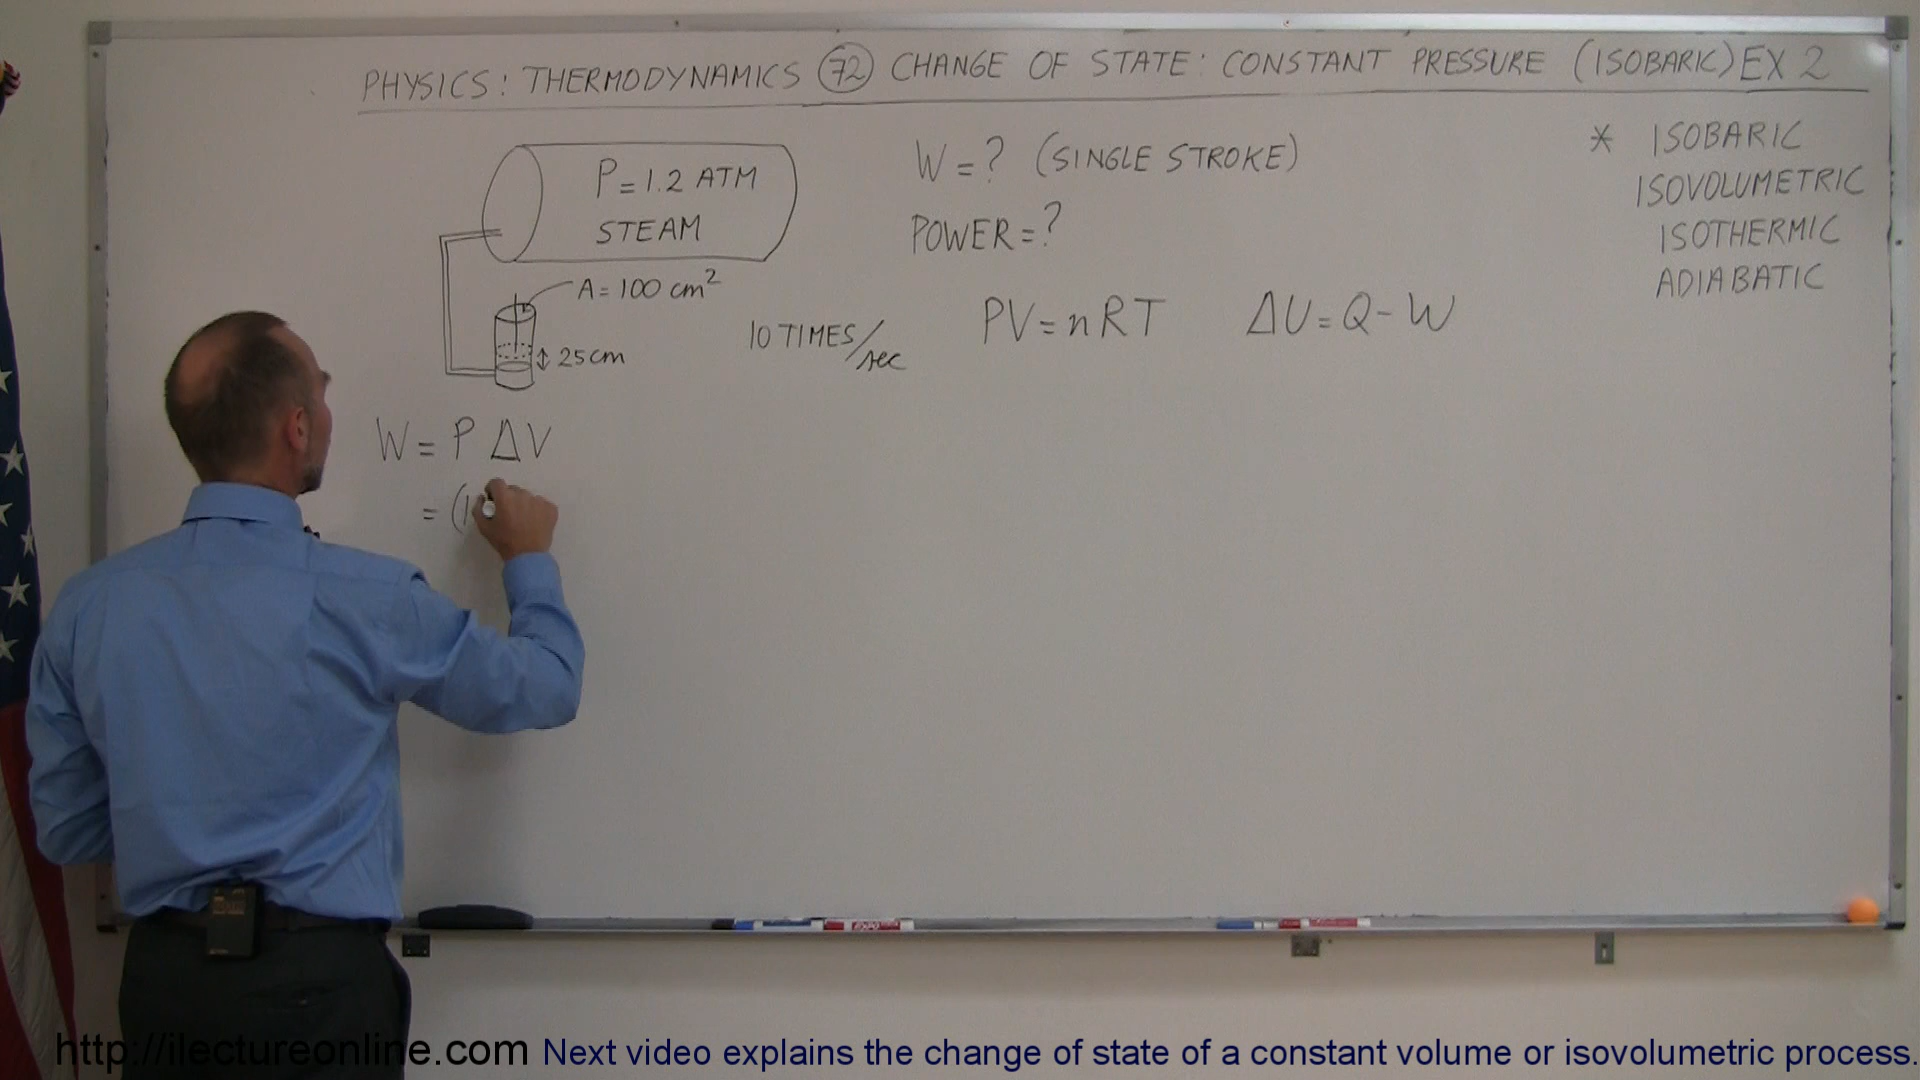 PHYSICS: THERMODYNAMICS 72 CHANGE OF STATE: CONSTANT PRESSURE (ISOBARIC) EX 2
P=1.2 ATM
STEAM
A=100 cm²
25cm
10 TIMES/sec
W=? (SINGLE STROKE)
POWER=?
PV=nRT ΔU=Q-W
* ISOBARIC
ISOVOLUMETRIC
ISOTHERMIC
ADIABATIC
W = P ΔV
= (1
EXPO
http://ilectureonline.com Next video explains the change of state of a constant volume or isovolumetric process.